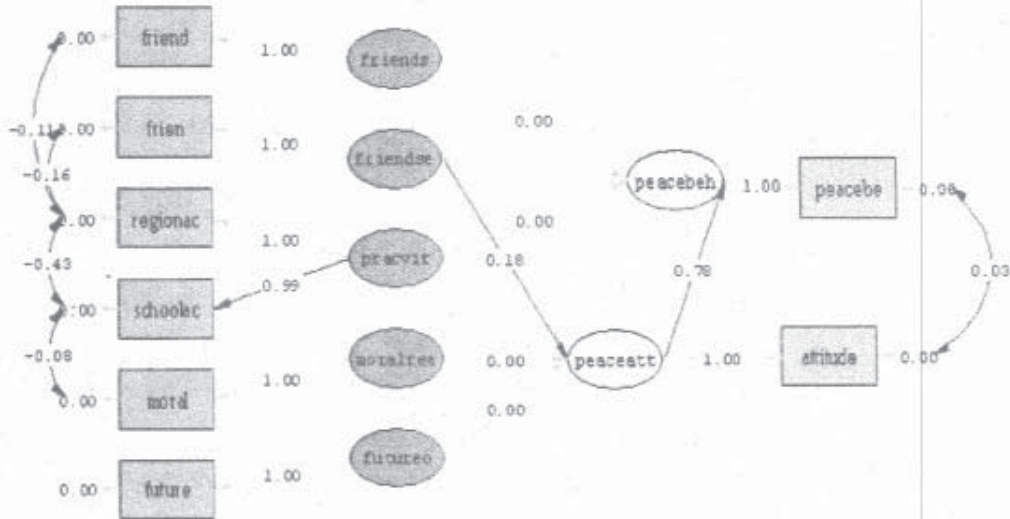 0.00 friend 1.00 friends
-0.11 0.00 frien 1.00 friendse 0.00
-0.16
0.00 regionac 1.00 pracvir 0.00 0.18
-0.43 0.99
0.00 schoolac
-0.08 1.00 moralrea 0.00
0.00 moral
0.00 future 1.00 futureo 0.00
peacebeh 1.00 peacebe
0.78 0.03
peaceatt 1.00 attitude 0.00